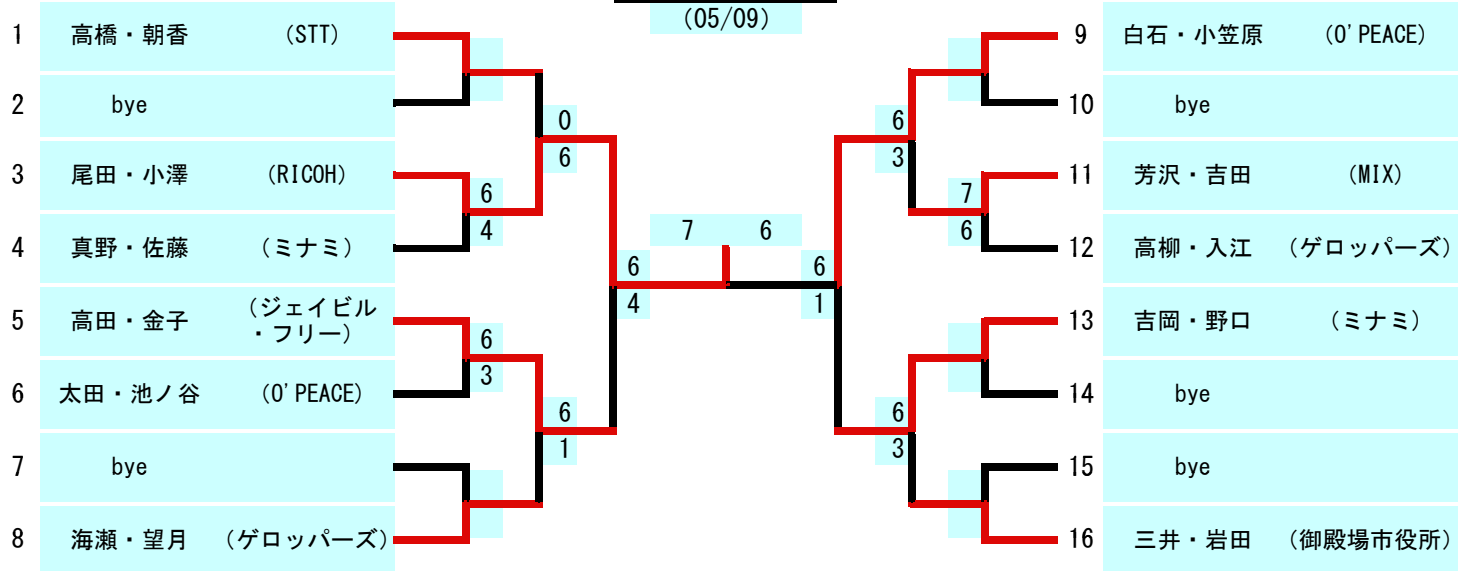 (05/09)
1 高橋・朝香 (STT)
2 bye
3 尾田・小澤 (RICOH)
4 真野・佐藤 (ミナミ)
5 高田・金子 (ジェイビル
・フリー)
6 太田・池ノ谷 (O'PEACE)
7 bye
8 海瀬・望月 (ゲロッパーズ)
0
6
6
4
6
3
6
1
6
4
7 6
6
1
6
3
7
6
6
3
9 白石・小笠原 (O'PEACE)
10 bye
11 芳沢・吉田 (MIX)
12 高柳・入江 (ゲロッパーズ)
13 吉岡・野口 (ミナミ)
14 bye
15 bye
16 三井・岩田 (御殿場市役所)